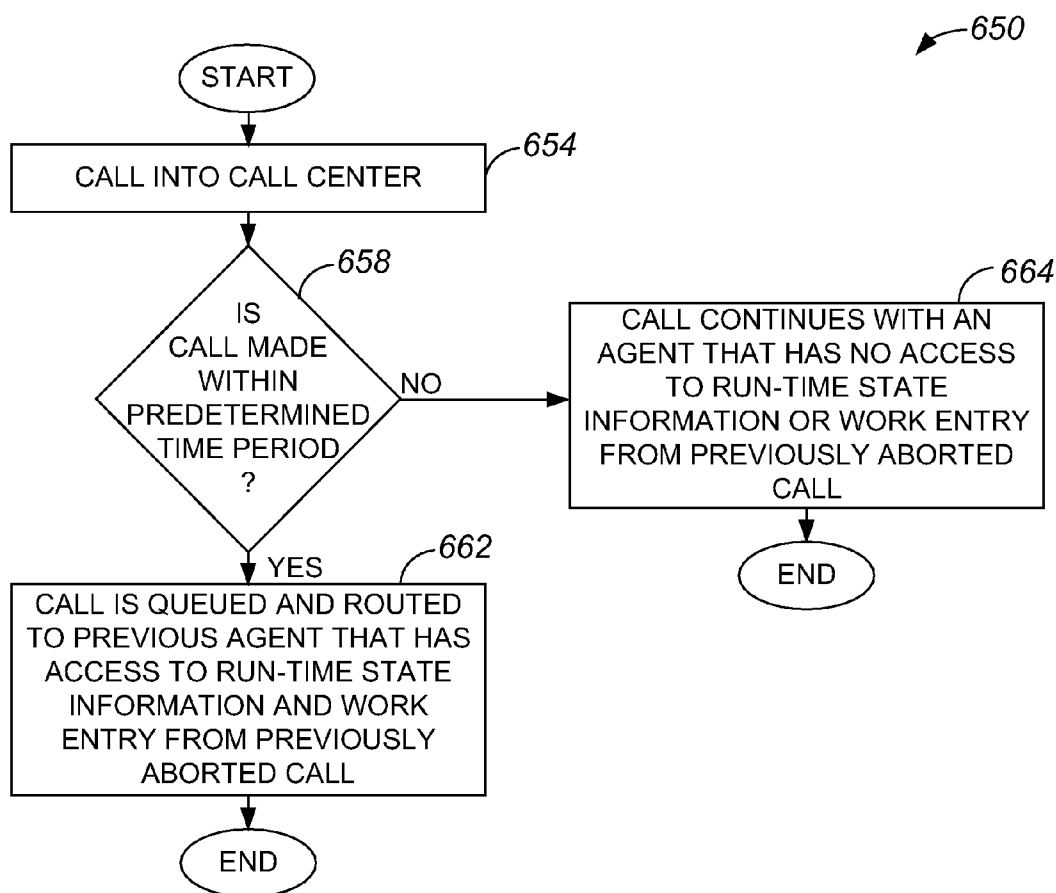 650
START
654
CALL INTO CALL CENTER
658
IS
CALL MADE
WITHIN
PREDETERMINED
TIME PERIOD
?
NO
664
CALL CONTINUES WITH AN
AGENT THAT HAS NO ACCESS
TO RUN-TIME STATE
INFORMATION OR WORK ENTRY
FROM PREVIOUSLY ABORTED
CALL
END
YES
662
CALL IS QUEUED AND ROUTED
TO PREVIOUS AGENT THAT HAS
ACCESS TO RUN-TIME STATE
INFORMATION AND WORK
ENTRY FROM PREVIOUSLY
ABORTED CALL
END